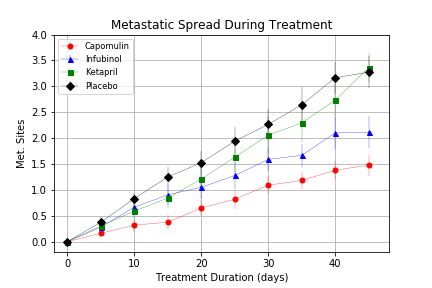 Metastatic Spread During Treatment
4.0
3.5
3.0
2.5
2.0
1.5
1.0
0.5
0.0
Met. Sites
Capomulin
Infubinol
Ketapril
Placebo
0 10 20 30 40
Treatment Duration (days)